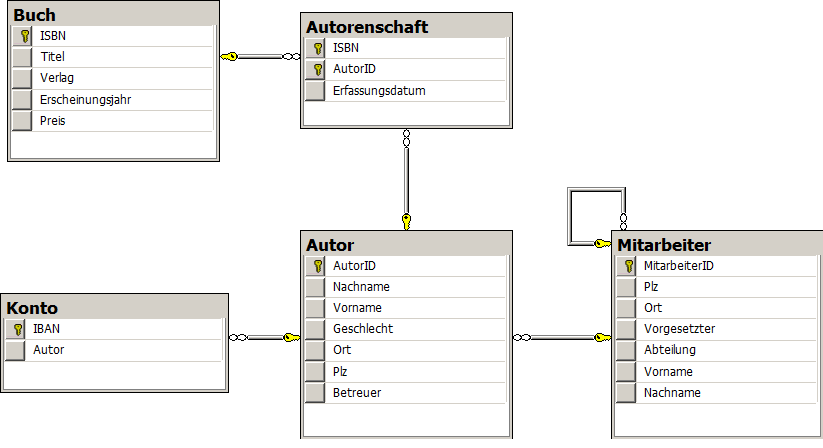 Buch
ISBN
Titel
Verlag
Erscheinungsjahr
Preis
Autorenschaft
ISBN
AutorID
Erfassungsdatum
Konto
IBAN
Autor
Autor
AutorID
Nachname
Vorname
Geschlecht
Ort
Plz
Betreuer
Mitarbeiter
MitarbeiterID
Plz
Ort
Vorgesetzter
Abteilung
Vorname
Nachname